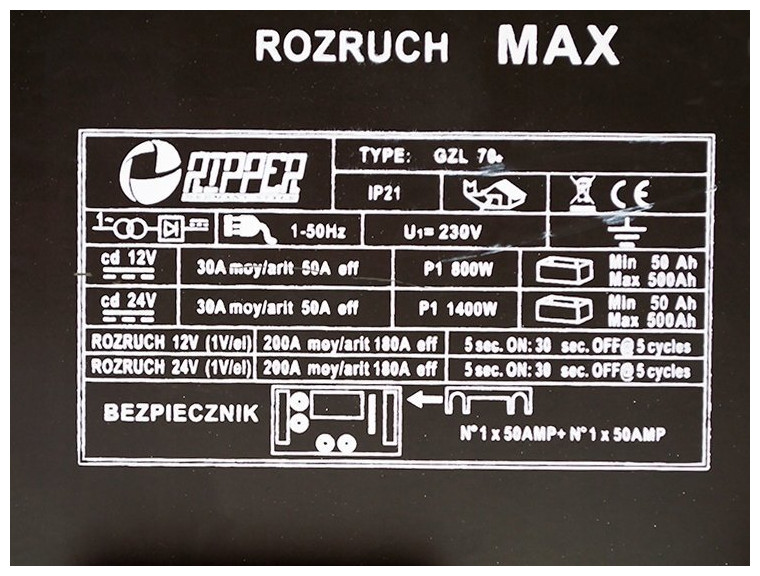 ROZRUCH MAX
RIPPER
TYPE: GZL 70
IP21
CE
1~
1-50Hz
U1= 230V
cd 12V
30A moy/arit 50A eff
P1 800W
Min 50 Ah
Max 500Ah
cd 24V
30A moy/arit 50A eff
P1 1400W
Min 50 Ah
Max 500Ah
ROZRUCH 12V (1V/el) 200A moy/arit 180A eff 5 sec. ON: 30 sec. OFF@ 5 cycles
ROZRUCH 24V (1V/el) 200A moy/arit 180A eff 5 sec. ON: 30 sec. OFF@ 5 cycles
BEZPIECZNIK
N° 1 x 50AMP+ N° 1 x 50AMP